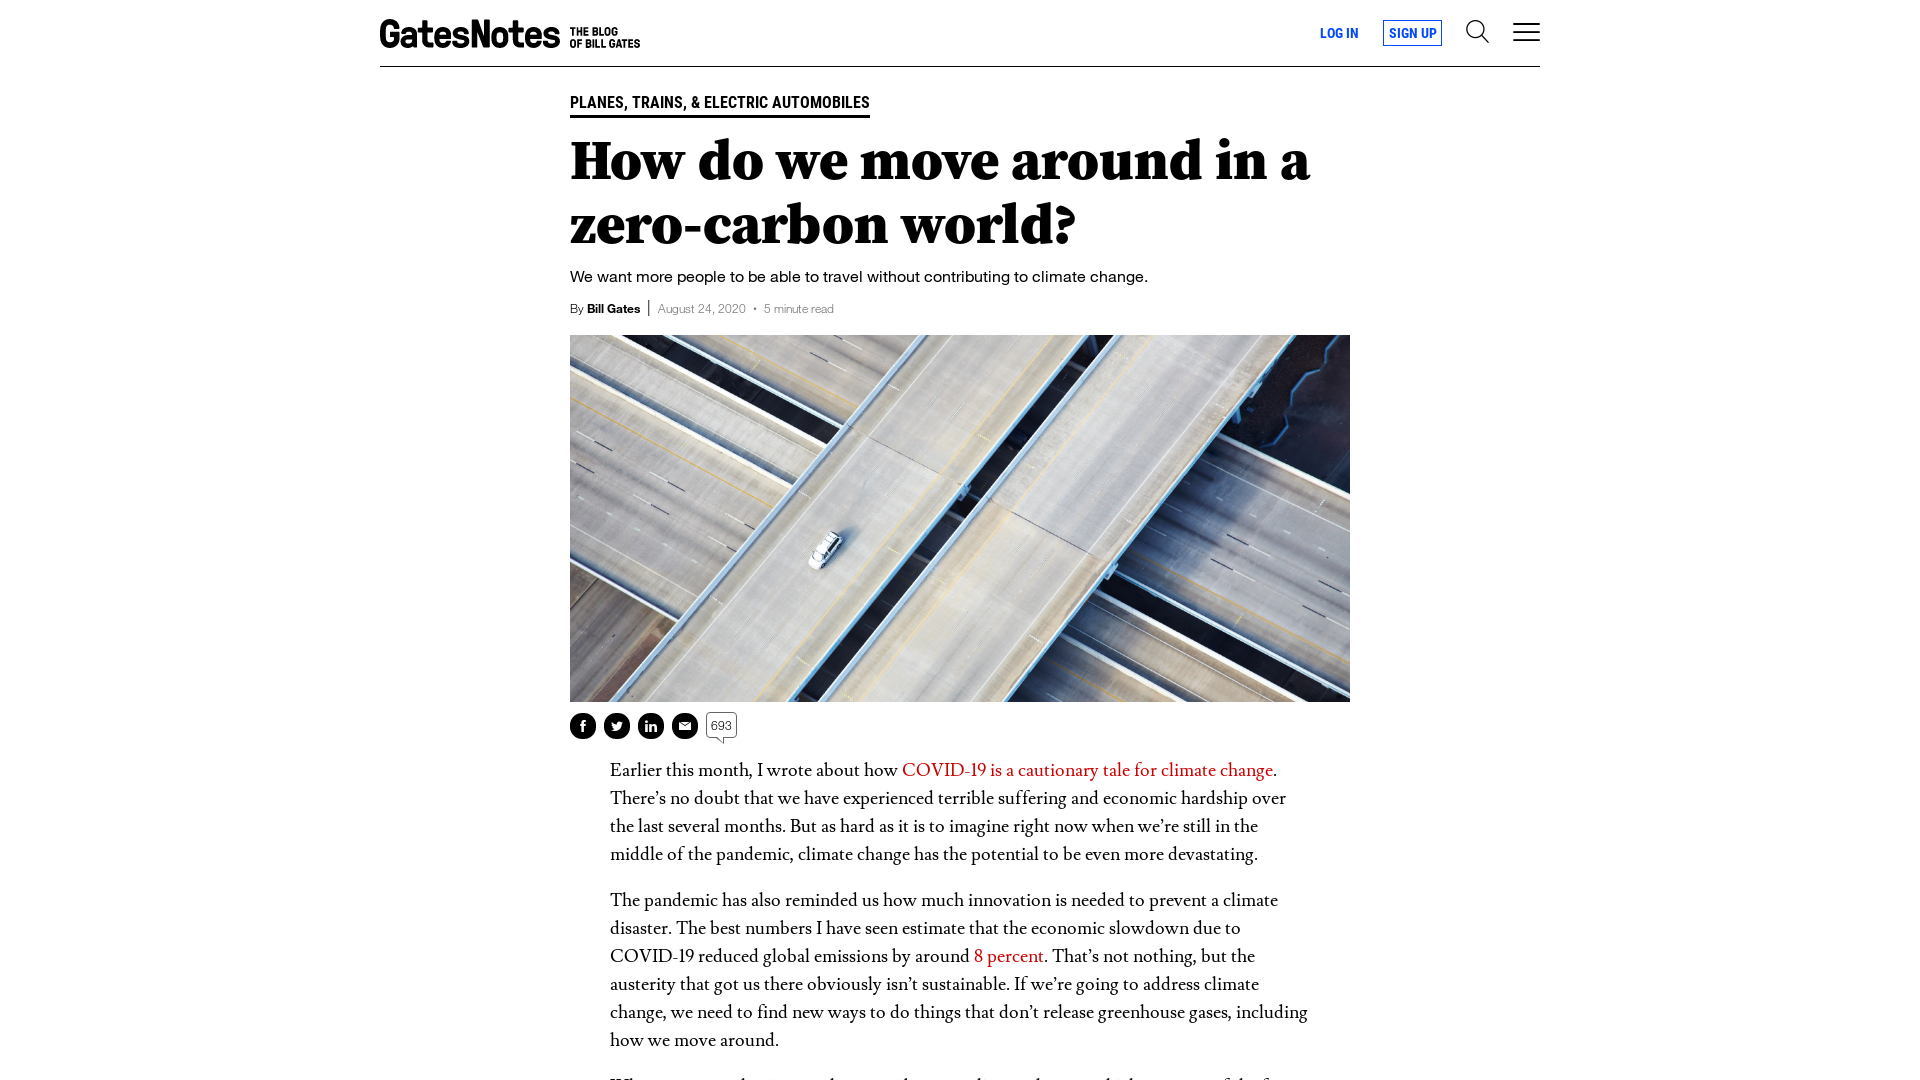 GatesNotes
THE BLOG
OF BILL GATES
LOG IN
SIGN UP
PLANES, TRAINS, & ELECTRIC AUTOMOBILES
How do we move around in a
zero-carbon world?
We want more people to be able to travel without contributing to climate change.
By Bill Gates | August 24, 2020 • 5 minute read
693
Earlier this month, I wrote about how COVID-19 is a cautionary tale for climate change.
There’s no doubt that we have experienced terrible suffering and economic hardship over
the last several months. But as hard as it is to imagine right now when we’re still in the
middle of the pandemic, climate change has the potential to be even more devastating.
The pandemic has also reminded us how much innovation is needed to prevent a climate
disaster. The best numbers I have seen estimate that the economic slowdown due to
COVID-19 reduced global emissions by around 8 percent. That’s not nothing, but the
austerity that got us there obviously isn’t sustainable. If we’re going to address climate
change, we need to find new ways to do things that don’t release greenhouse gases, including
how we move around.